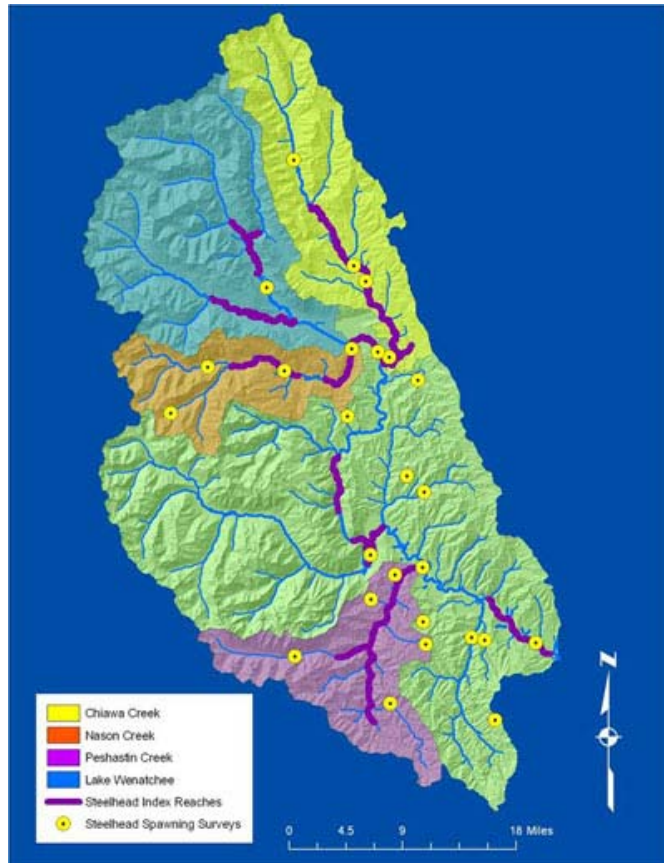 Chiawa Creek
Nason Creek
Peshastin Creek
Lake Wenatchee
Steelhead Index Reaches
Steelhead Spawning Surveys
N
0 4.5 9 18 Miles